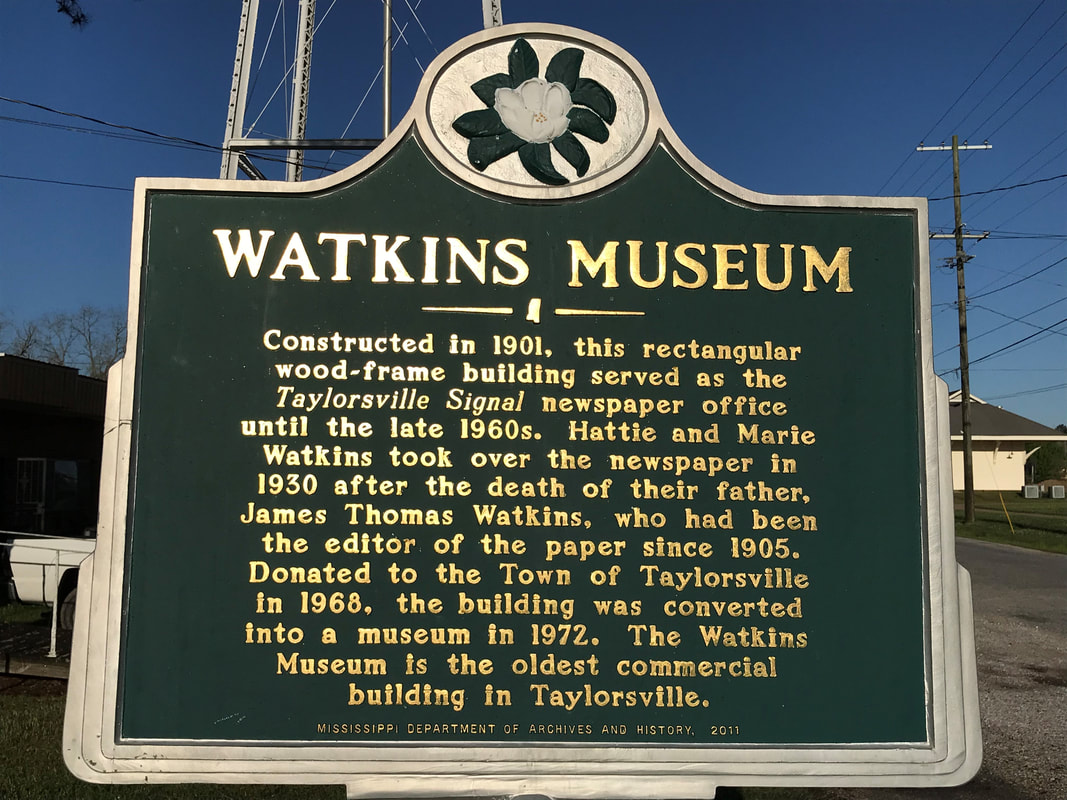 WATKINS MUSEUM
Constructed in 1901, this rectangular
wood-frame building served as the
Taylorsville Signal newspaper office
until the late 1960s. Hattie and Marie
Watkins took over the newspaper in
1930 after the death of their father,
James Thomas Watkins, who had been
the editor of the paper since 1905.
Donated to the Town of Taylorsville
in 1968, the building was converted
into a museum in 1972. The Watkins
Museum is the oldest commercial
building in Taylorsville.
MISSISSIPPI DEPARTMENT OF ARCHIVES AND HISTORY, 2011